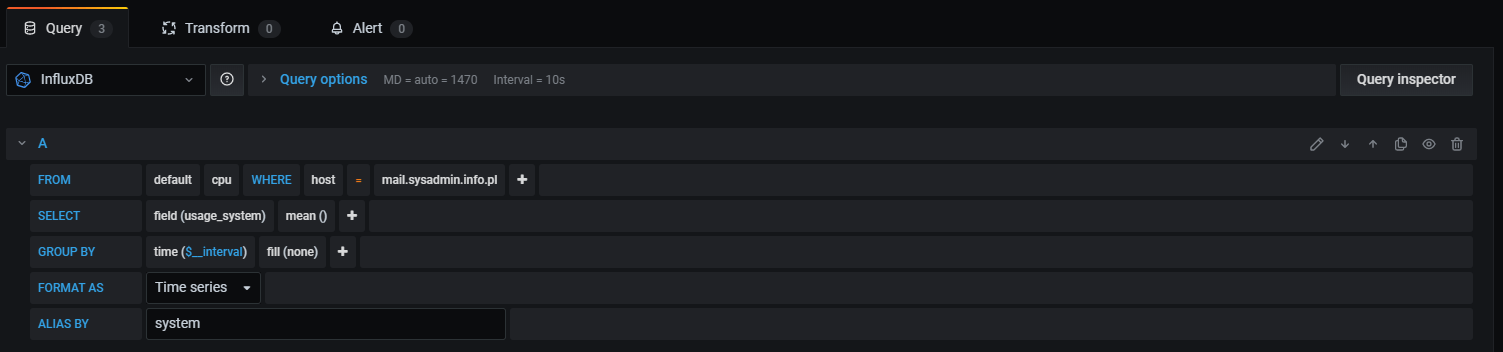 Query 3 Transform 0 Alert 0
InfluxDB Query options MD = auto = 1470 Interval = 10s Query inspector
A
FROM default cpu WHERE host = mail.sysadmin.info.pl +
SELECT field (usage_system) mean () +
GROUP BY time ($__interval) fill (none) +
FORMAT AS Time series
ALIAS BY system